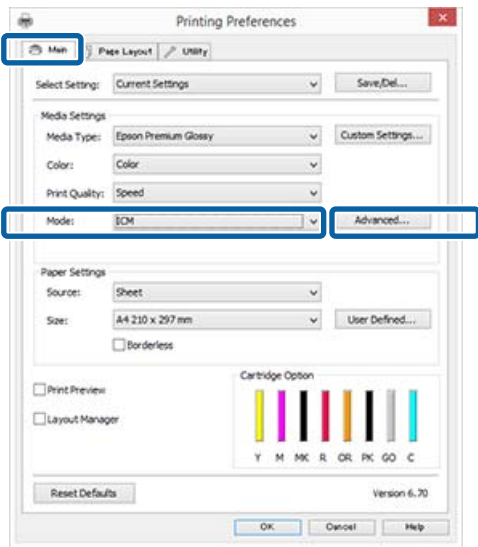 Printing Preferences
Main Page Layout Utility
Select Setting: Current Settings Save/Del...
Media Settings
Media Type: Epson Premium Glossy Custom Settings...
Color: Color
Print Quality: Speed
Mode: ICM Advanced...
Paper Settings
Source: Sheet
Size: A4 210 x 297 mm User Defined...
Borderless
Cartridge Option
Print Preview
Layout Manager
Y M MK R OR PK GO C
Reset Defaults Version 6.70
OK Cancel Help